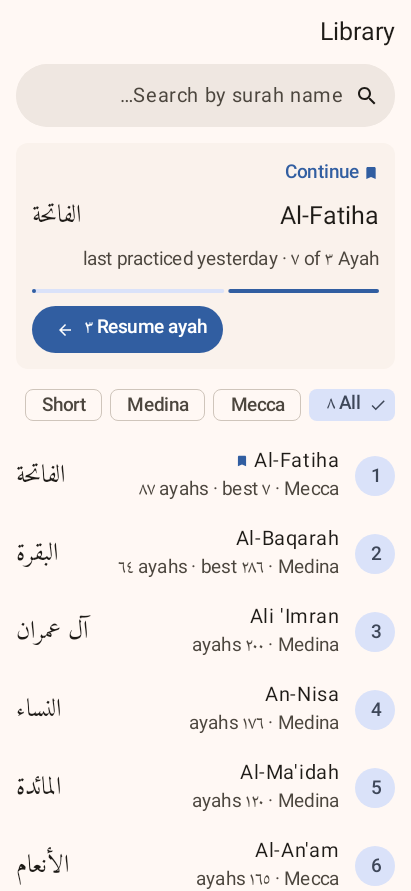 Library
…Search by surah name
Continue
الفاتحة
Al-Fatiha
last practiced yesterday · ٧ of ٣ Ayah
٣ Resume ayah
Short
Medina
Mecca
٨ All
1
Al-Fatiha
٨٧ ayahs · best ٧ · Mecca
الفاتحة
2
Al-Baqarah
٦٤ ayahs · best ٢٨٦ · Medina
البقرة
3
Ali 'Imran
ayahs ٢٠٠ · Medina
آل عمران
4
An-Nisa
ayahs ١٧٦ · Medina
النساء
5
Al-Ma'idah
ayahs ١٢٠ · Medina
المائدة
6
Al-An'am
ayahs ١٦٥ · Mecca
الأنعام